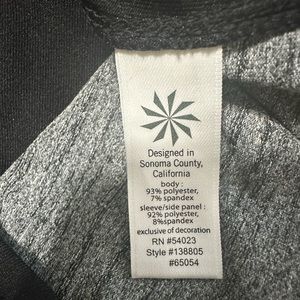 Designed in
Sonoma County,
California
body :
93% polyester,
7% spandex
sleeve/side panel :
92% polyester,
8%spandex
exclusive of decoration
RN #54023
Style #138805
#65054